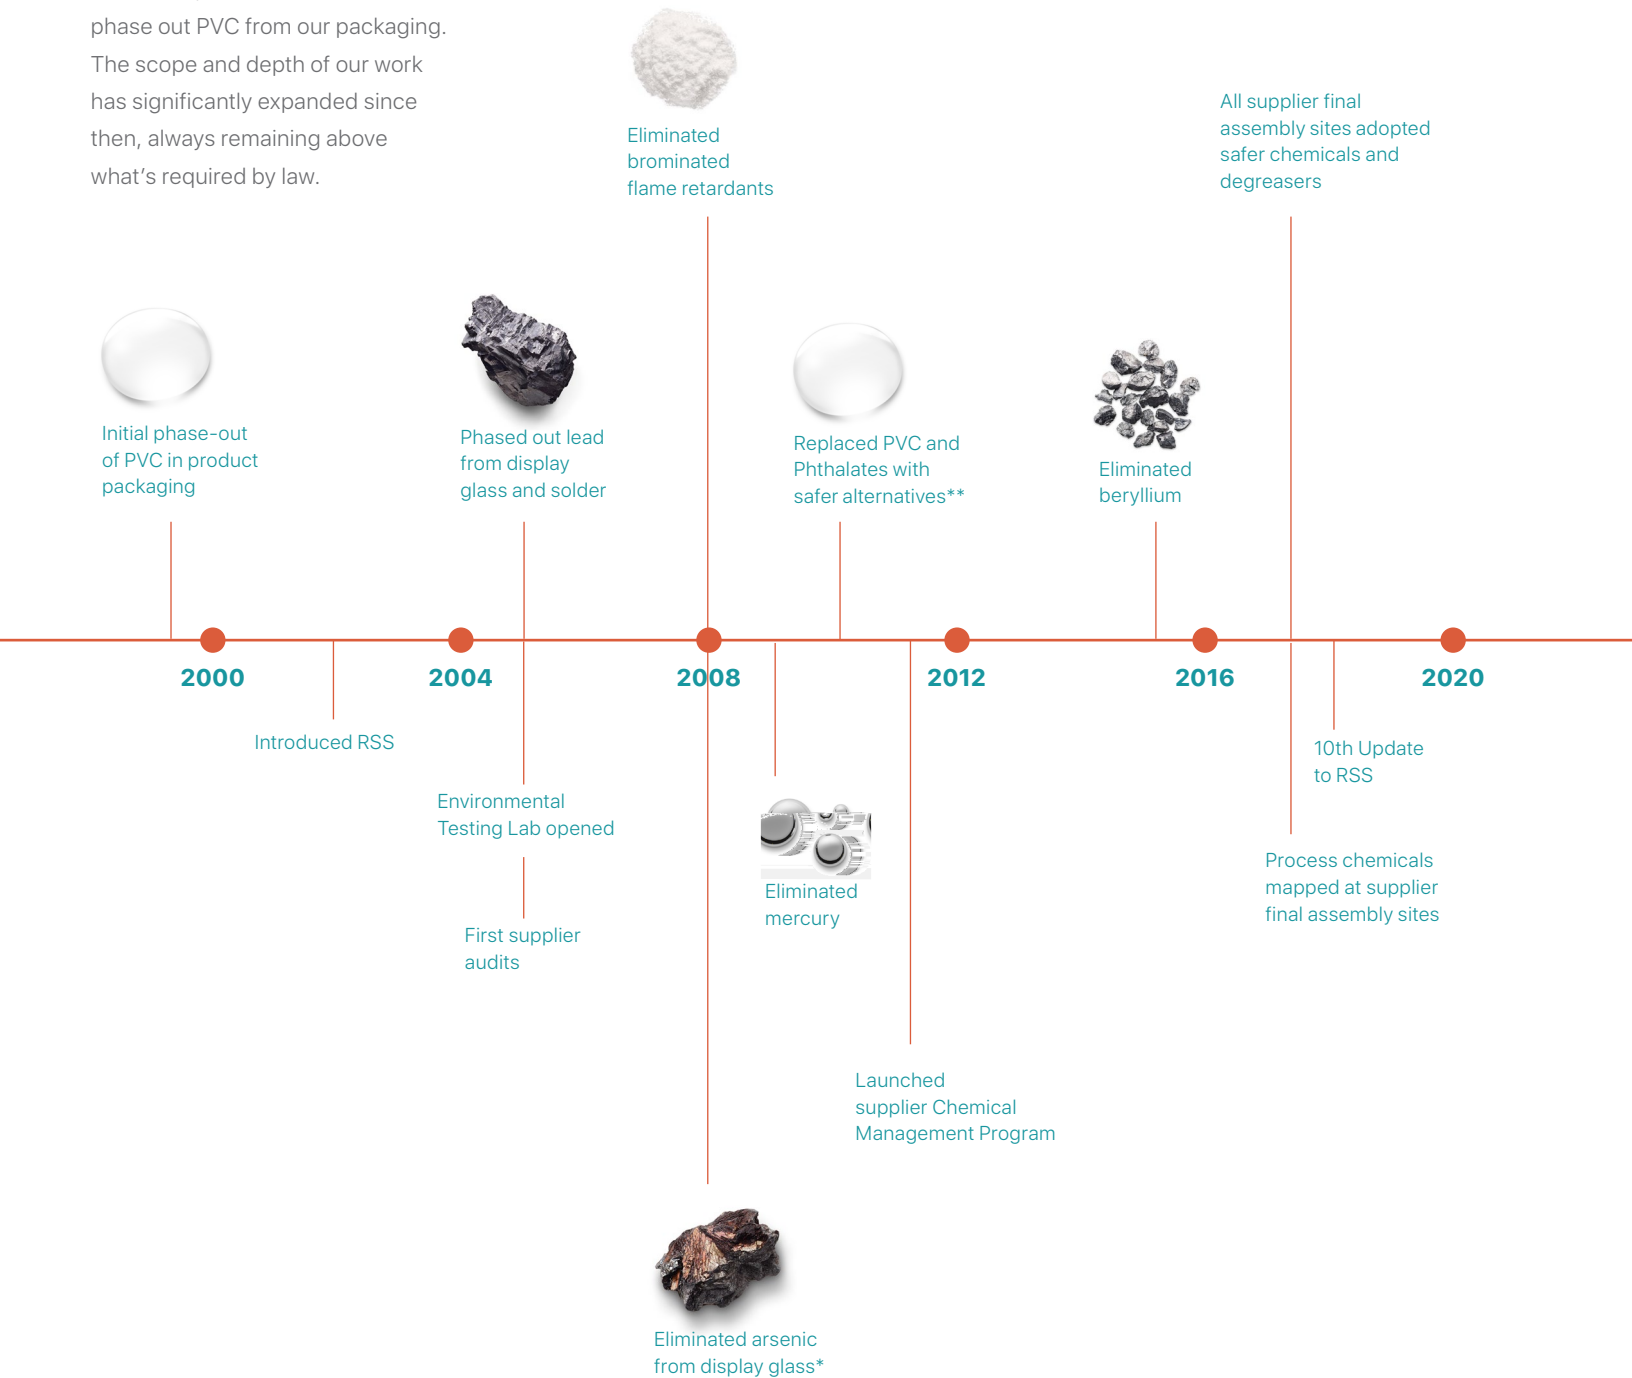 phase out PVC from our packaging.
The scope and depth of our work
has significantly expanded since
then, always remaining above
what's required by law.
Eliminated
brominated
flame retardants
All supplier final
assembly sites adopted
safer chemicals and
degreasers
Initial phase-out
of PVC in product
packaging
Phased out lead
from display
glass and solder
Replaced PVC and
Phthalates with
safer alternatives**
Eliminated
beryllium
2000
2004
2008
2012
2016
2020
Introduced RSS
10th Update
to RSS
Environmental
Testing Lab opened
Eliminated
mercury
Process chemicals
mapped at supplier
final assembly sites
First supplier
audits
Launched
supplier Chemical
Management Program
Eliminated arsenic
from display glass*